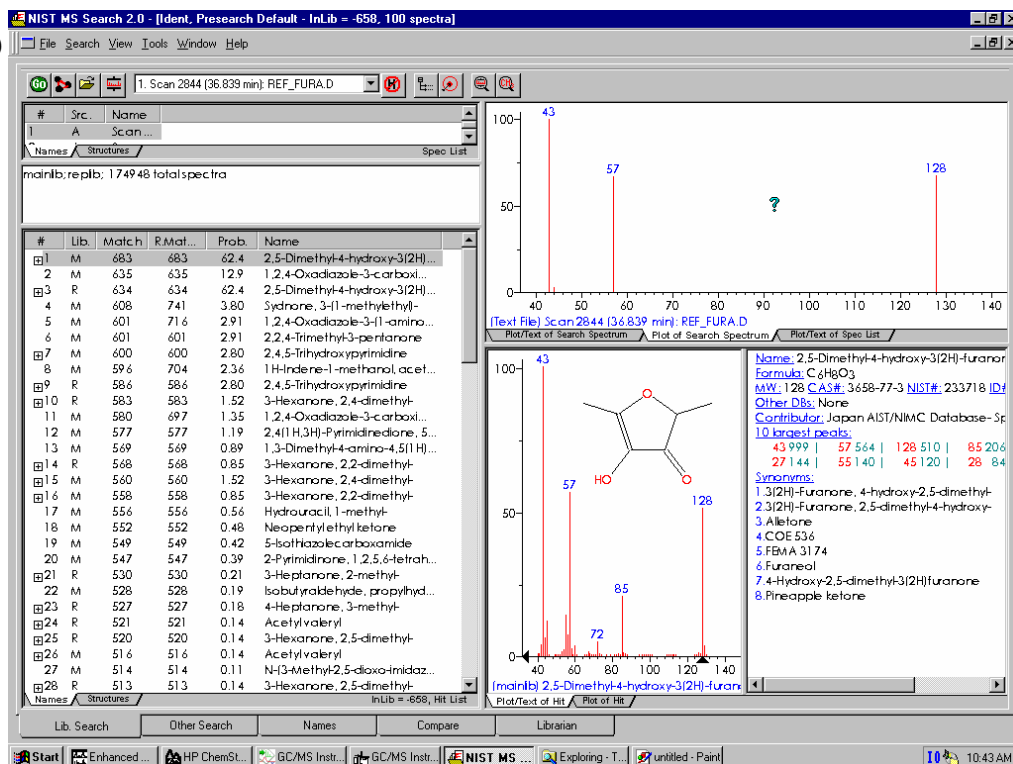 NIST MS Search 2.0 - [Ident, Presearch Default - InLib = -658, 100 spectra]
File Search View Tools Window Help
1. Scan 2844 (36.839 min): REF_FURA.D
# Src. Name
1 A Scan...
Names Structures Spec List
mainlib; replib; 174948 total spectra
# Lib. Match R.Mat... Prob. Name
1 M 683 683 62.4 2,5-Dimethyl-4-hydroxy-3(2H)...
2 M 635 635 12.9 1,2,4-Oxadiazole-3-carboxi...
3 R 634 634 62.4 2,5-Dimethyl-4-hydroxy-3(2H)...
4 M 608 741 3.80 Sydnone, 3-(1-methylethyl)-
5 M 601 716 2.91 1,2,4-Oxadiazole-3-(1-amino...
6 M 601 601 2.91 2,2,4-Trimethyl-3-pentanone
7 M 600 600 2.80 2,4,5-Trihydroxypyrimidine
8 M 596 704 2.36 1H-Indene-1-methanol, acet...
9 R 586 586 2.80 2,4,5-Trihydroxypyrimidine
10 R 583 583 1.52 3-Hexanone, 2,4-dimethyl-
11 M 580 697 1.35 1,2,4-Oxadiazole-3-carboxi...
12 M 577 577 1.19 2,4(1H,3H)-Pyrimidinedione, 5...
13 M 569 569 0.89 1,3-Dimethyl-4-amino-4,5(1H)...
14 R 568 568 0.85 3-Hexanone, 2,2-dimethyl-
15 M 560 560 1.52 3-Hexanone, 2,4-dimethyl-
16 M 558 558 0.85 3-Hexanone, 2,2-dimethyl-
17 M 556 556 0.56 Hydrouracil, 1-methyl-
18 M 552 552 0.48 Neopentyl ethyl ketone
19 M 549 549 0.42 5-Isothiazolecarboxamide
20 M 547 547 0.39 2-Pyrimidinone, 1,2,5,6-tetrah...
21 R 530 530 0.21 3-Heptanone, 2-methyl-
22 M 528 528 0.19 Isobutyraldehyde, propylhyd...
23 R 527 527 0.18 4-Heptanone, 3-methyl-
24 R 521 521 0.14 Acetylvaleryl
25 R 520 520 0.14 3-Hexanone, 2,5-dimethyl-
26 M 516 516 0.14 Acetylvaleryl
27 M 514 514 0.11 N-(3-Methyl-2,5-dioxo-imidaz...
28 R 513 513 0.14 3-Hexanone, 2,5-dimethyl-
Names Structures InLib = -658, Hit List
100
50
0
43
57
128
?
40 50 60 70 80 90 100 110 120 130 140
(Text File) Scan 2844 (36.839 min): REF_FURA.D
Plot/Text of Search Spectrum Plot of Search Spectrum Plot/Text of Spec List
100
50
0
43
57
128
85
72
O
HO
O
40 60 80 100 120 140
(mainlib) 2,5-Dimethyl-4-hydroxy-3(2H)-furan
Plot/Text of Hit Plot of Hit
Name: 2,5-Dimethyl-4-hydroxy-3(2H)-furanor
Formula: C6H8O3
MW: 128 CAS#: 3658-77-3 NIST#: 233718 ID#
Other DBs: None
Contributor: Japan AIST/NIMC Database- Sp
10 largest peaks:
43 999 | 57 564 | 128 510 | 85 206
27 144 | 55 140 | 45 120 | 28 84
Synonyms:
1.3(2H)-Furanone, 4-hydroxy-2,5-dimethyl-
2.3(2H)-Furanone, 2,5-dimethyl-4-hydroxy-
3.Alletone
4.COE 536
5.FEMA 3174
6.Furaneol
7.4-Hydroxy-2,5-dimethyl-3(2H)furanone
8.Pineapple ketone
Lib. Search Other Search Names Compare Librarian
Start Enhanced ... HP ChemSt... GC/MS Instr... GC/MS Instr... NIST MS ... Exploring - T... untitled - Paint 10:43 AM